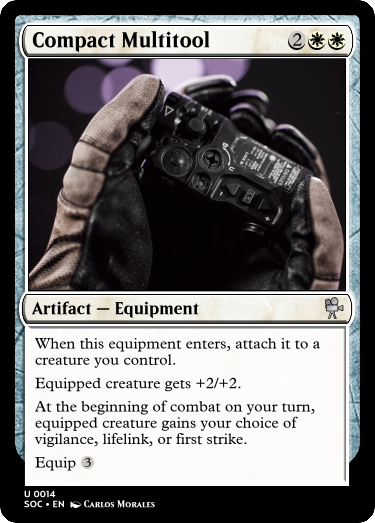 Compact Multitool 2
Artifact — Equipment
When this equipment enters, attach it to a
creature you control.
Equipped creature gets +2/+2.
At the beginning of combat on your turn,
equipped creature gains your choice of
vigilance, lifelink, or first strike.
Equip 3
U 0014
SOC • EN Carlos Morales